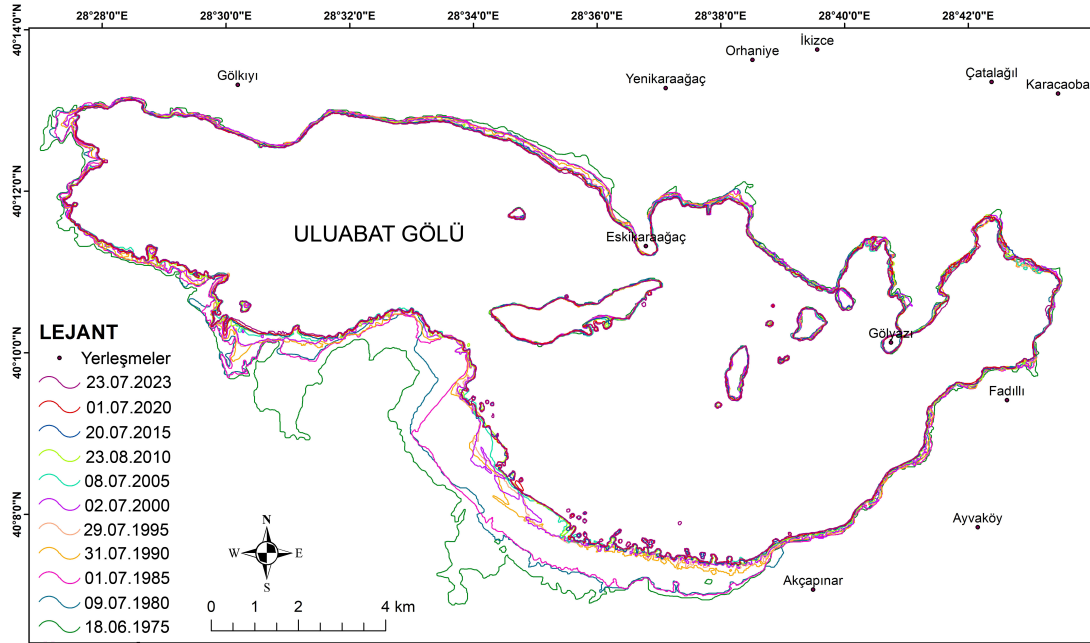 28°28'0"E
28°30'0"E
28°32'0"E
28°34'0"E
28°36'0"E
28°38'0"E
28°40'0"E
28°42'0"E
40°14'0"N
40°12'0"N
40°10'0"N
40°8'0"N
İkizce
Orhaniye
Gölkıyı
Yenikaraağaç
Çatalağıl
Karacaoba
ULUABAT GÖLÜ
Eskikaraağaç
Gölyazı
Fadıllı
Ayvaköy
Akçapınar
LEJANT
Yerleşmeler
23.07.2023
01.07.2020
20.07.2015
23.08.2010
08.07.2005
02.07.2000
29.07.1995
31.07.1990
01.07.1985
09.07.1980
18.06.1975
N
W E
S
0 1 2 4 km